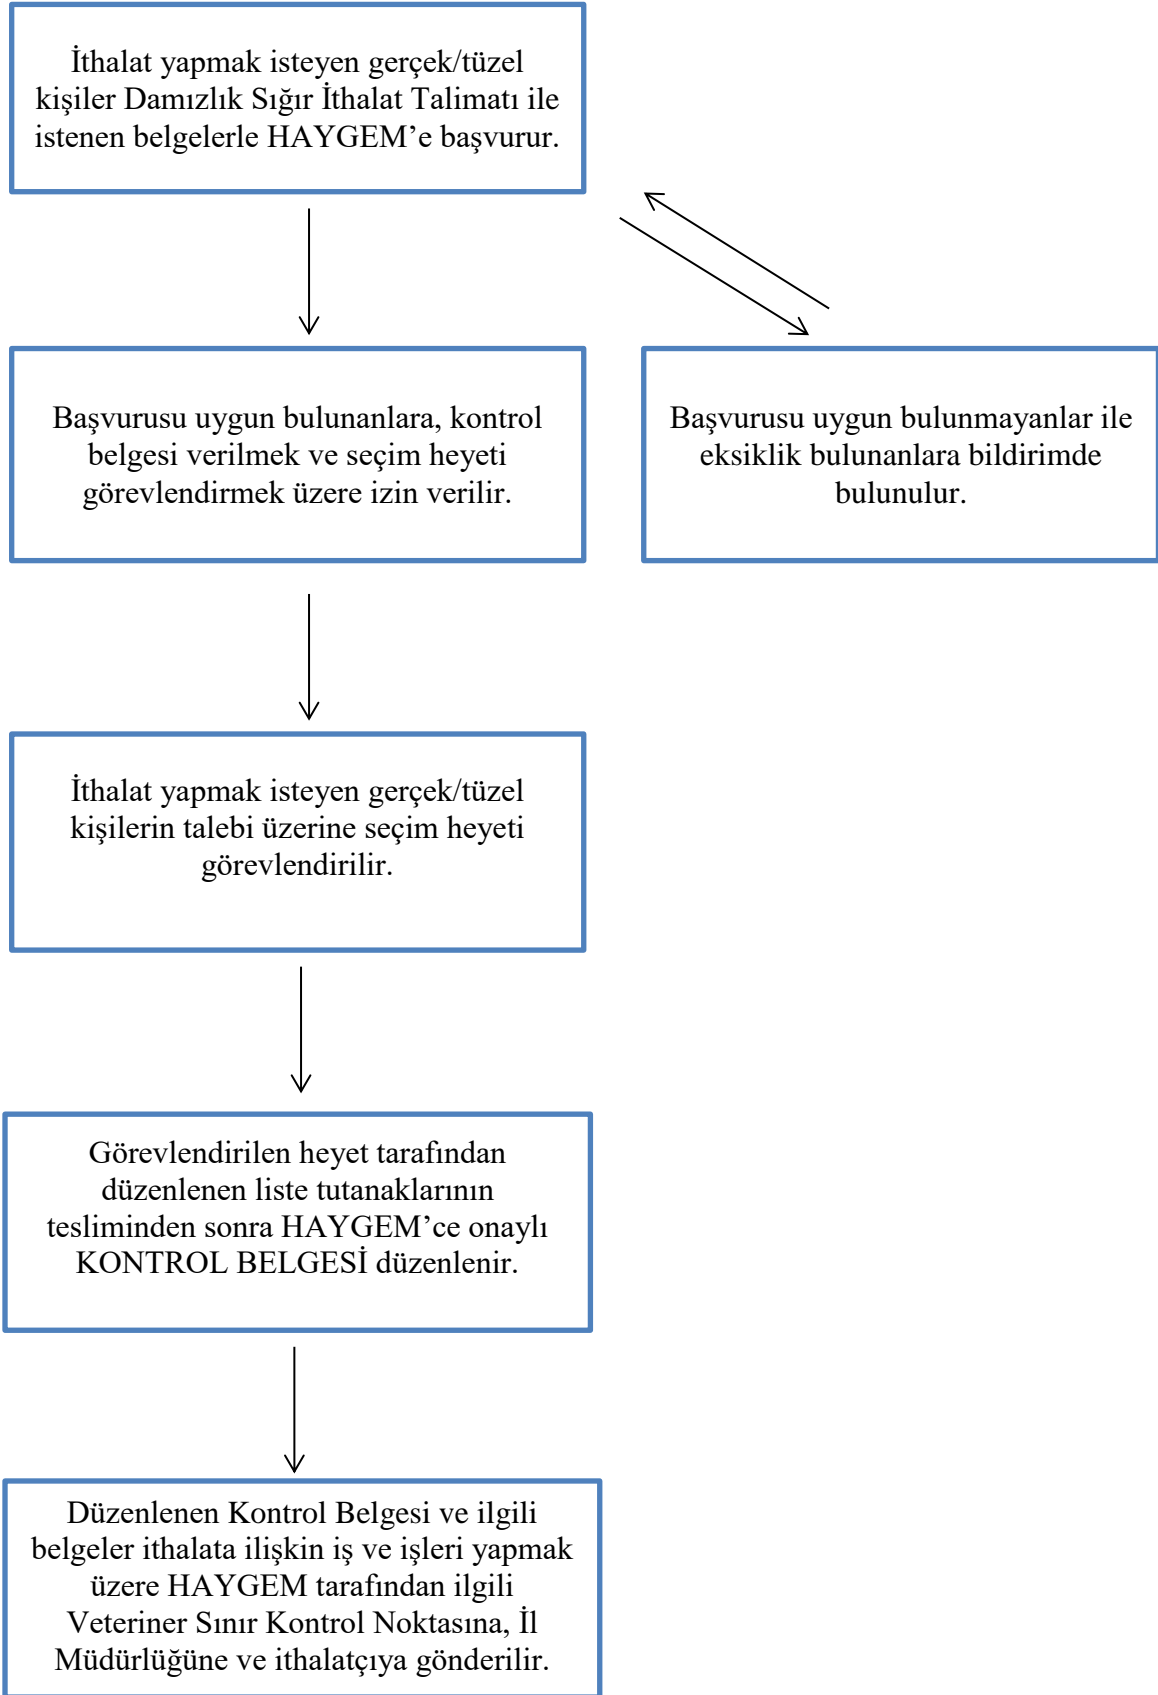 İthalat yapmak isteyen gerçek/tüzel
kişiler Damızlık Sığır İthalat Talimatı ile
istenen belgelerle HAYGEM’e başvurur.
Başvurusu uygun bulunanlara, kontrol
belgesi verilmek ve seçim heyeti
görevlendirmek üzere izin verilir.
Başvurusu uygun bulunmayanlar ile
eksiklik bulunanlara bildirimde
bulunulur.
İthalat yapmak isteyen gerçek/tüzel
kişilerin talebi üzerine seçim heyeti
görevlendirilir.
Görevlendirilen heyet tarafından
düzenlenen liste tutanaklarının
tesliminden sonra HAYGEM’ce onaylı
KONTROL BELGESİ düzenlenir.
Düzenlenen Kontrol Belgesi ve ilgili
belgeler ithalata ilişkin iş ve işleri yapmak
üzere HAYGEM tarafından ilgili
Veteriner Sınır Kontrol Noktasına, İl
Müdürlüğüne ve ithalatçıya gönderilir.